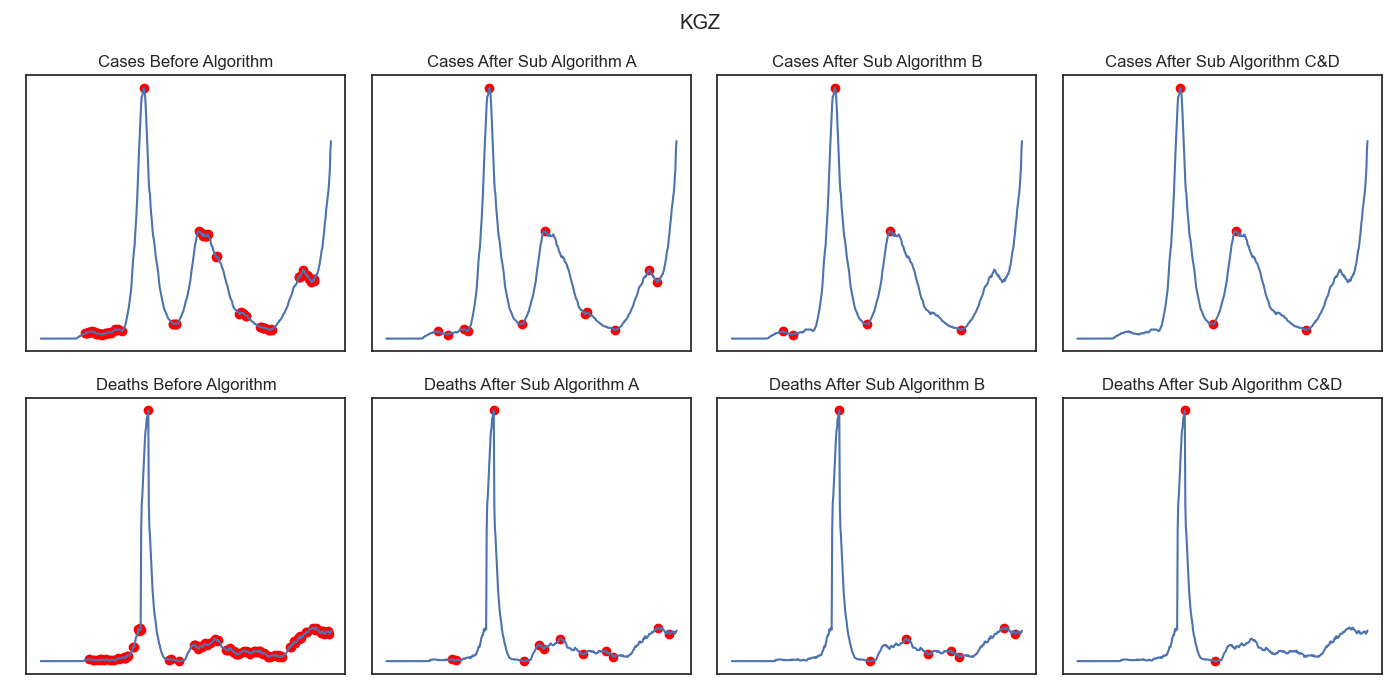 KGZ
Cases Before Algorithm
Cases After Sub Algorithm A
Cases After Sub Algorithm B
Cases After Sub Algorithm C&D
Deaths Before Algorithm
Deaths After Sub Algorithm A
Deaths After Sub Algorithm B
Deaths After Sub Algorithm C&D